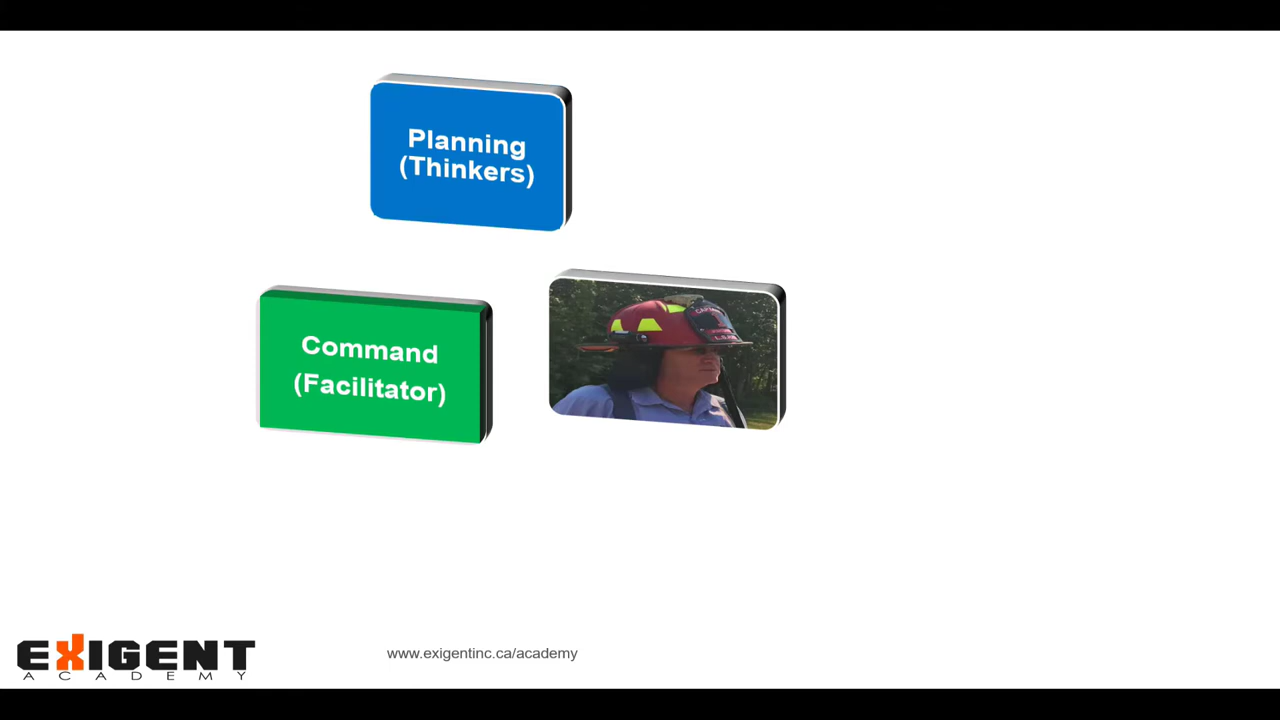 Planning
(Thinkers)
Command
(Facilitator)
EXIGENT
ACADEMY
www.exigentinc.ca/academy